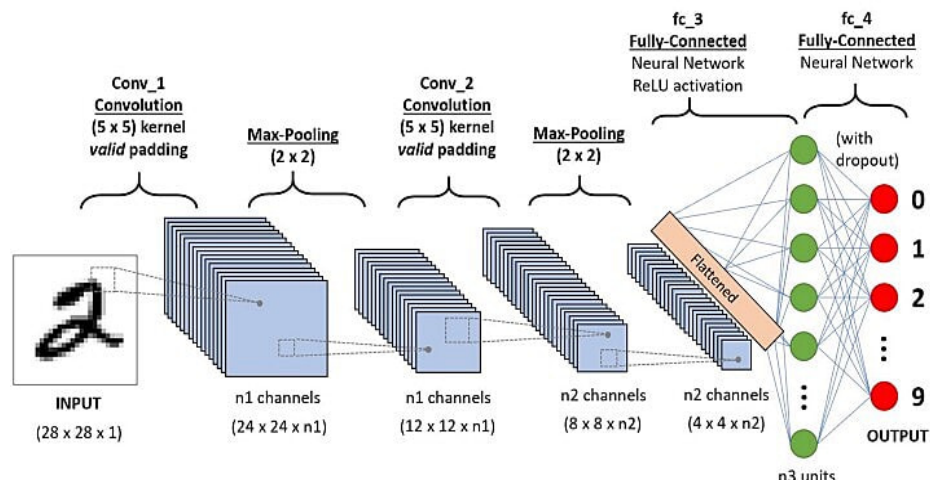 Conv_1
Convolution
(5 x 5) kernel
valid padding
Max-Pooling
(2 x 2)
Conv_2
Convolution
(5 x 5) kernel
valid padding
Max-Pooling
(2 x 2)
fc_3
Fully-Connected
Neural Network
ReLU activation
fc_4
Fully-Connected
Neural Network
(with
dropout)
INPUT
(28 x 28 x 1)
n1 channels
(24 x 24 x n1)
n1 channels
(12 x 12 x n1)
n2 channels
(8 x 8 x n2)
n2 channels
(4 x 4 x n2)
Flattened
n3 units
2
0
1
2
9
OUTPUT